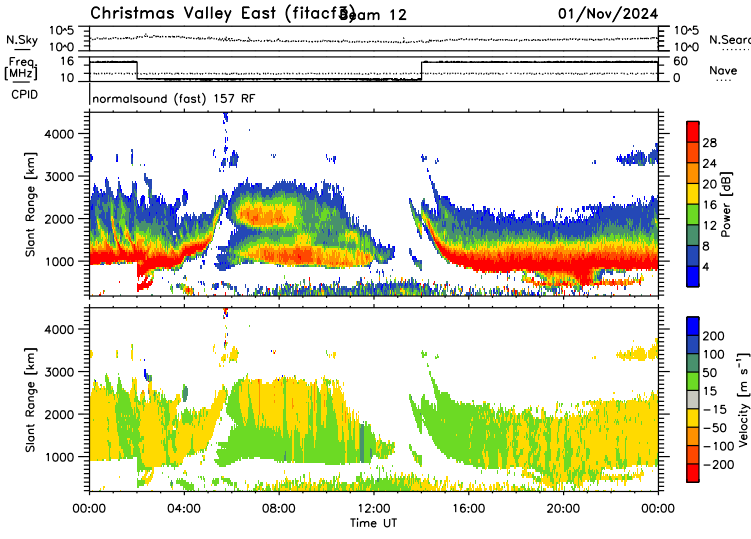 Christmas Valley East (fitacf3) Beam 12 01/Nov/2024
N.Sky 10^5 10^0 10^5 10^0 N.Searc
Freq. [MHz] 16 10 60 0 Nave
CPID normalsound (fast) 157 RF
Slant Range [km] 4000 3000 2000 1000
28 24 20 16 12 8 4 Power [dB]
Slant Range [km] 4000 3000 2000 1000
200 100 50 15 −15 −50 −100 −200 Velocity [m s⁻¹]
00:00 04:00 08:00 12:00 16:00 20:00 00:00
Time UT